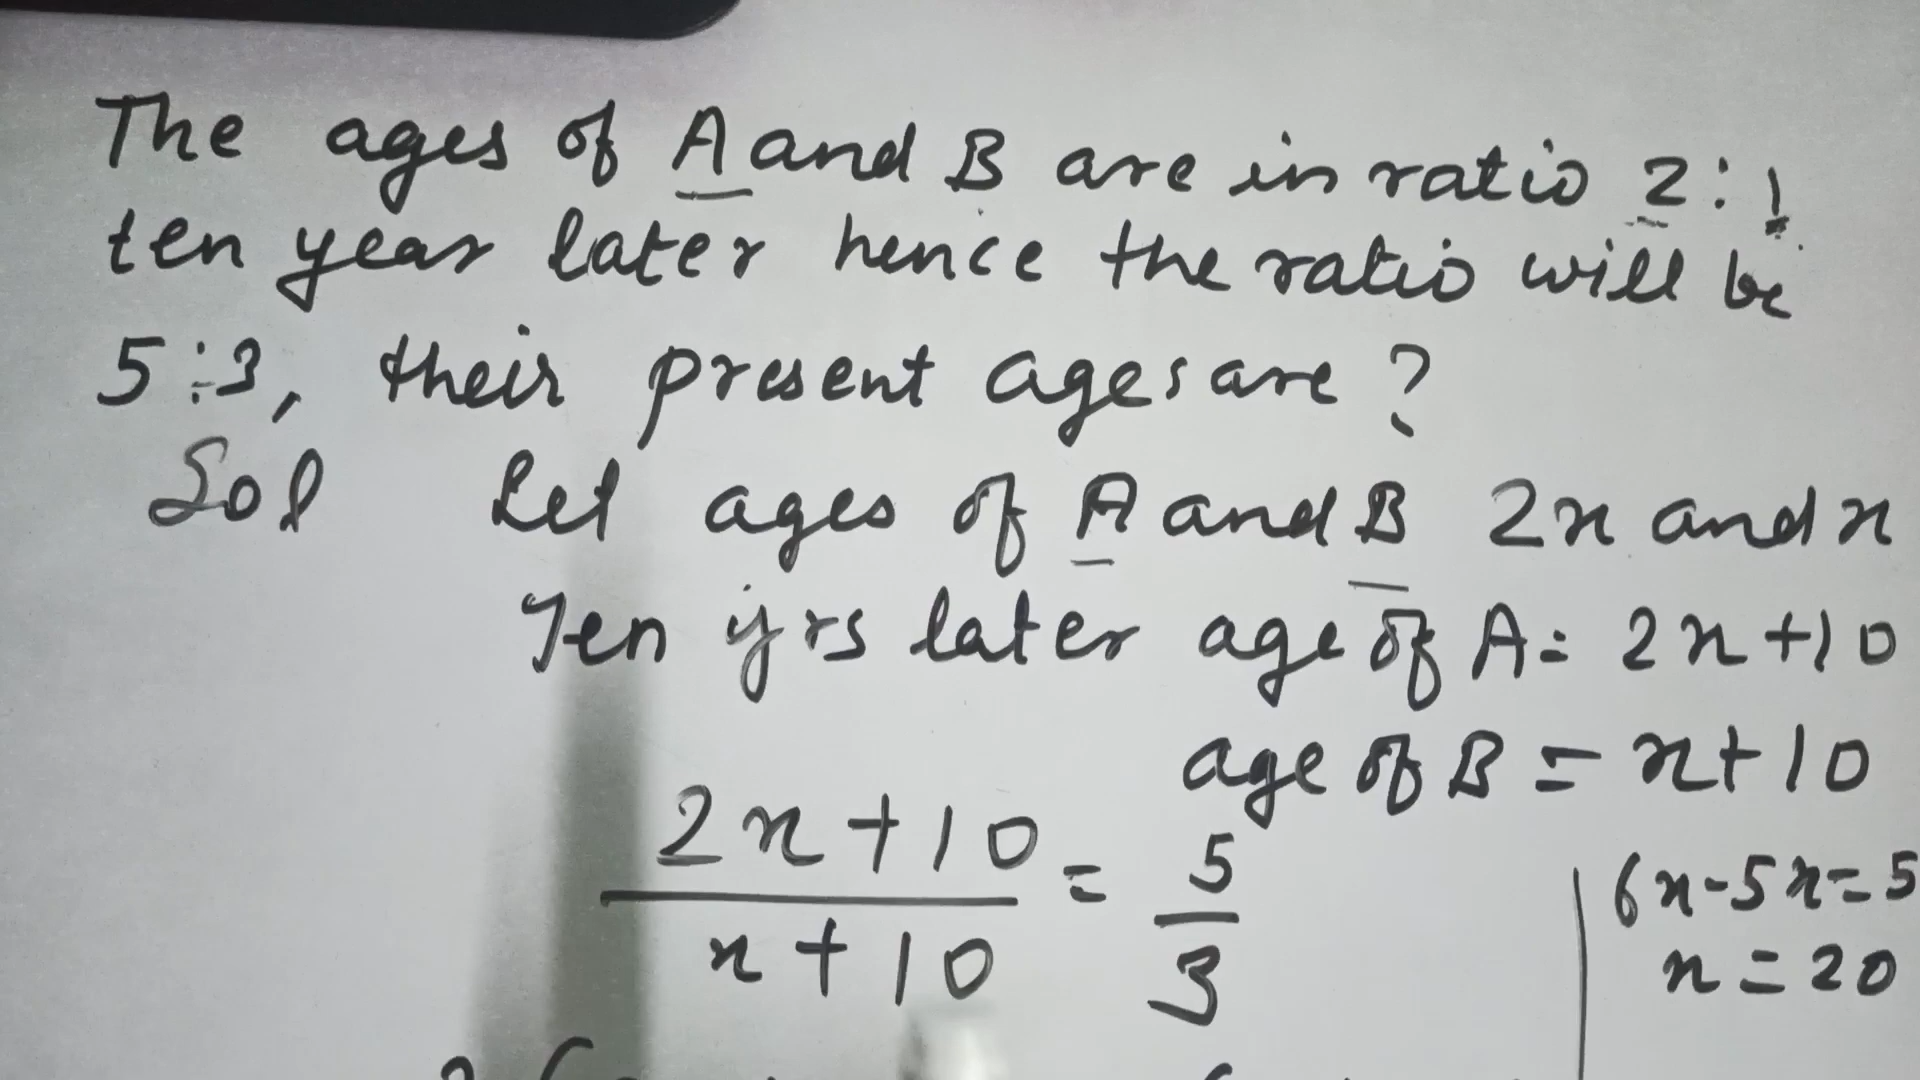 The ages of A and B are in ratio 2:1
ten year later hence the ratio will be
5:3, their present ages are ?
Sol Let ages of A and B 2x and x
Ten yrs later age of A = 2x+10
age of B = x+10
2x+10 = 5
x+10 3
6x-5x=5
x=20